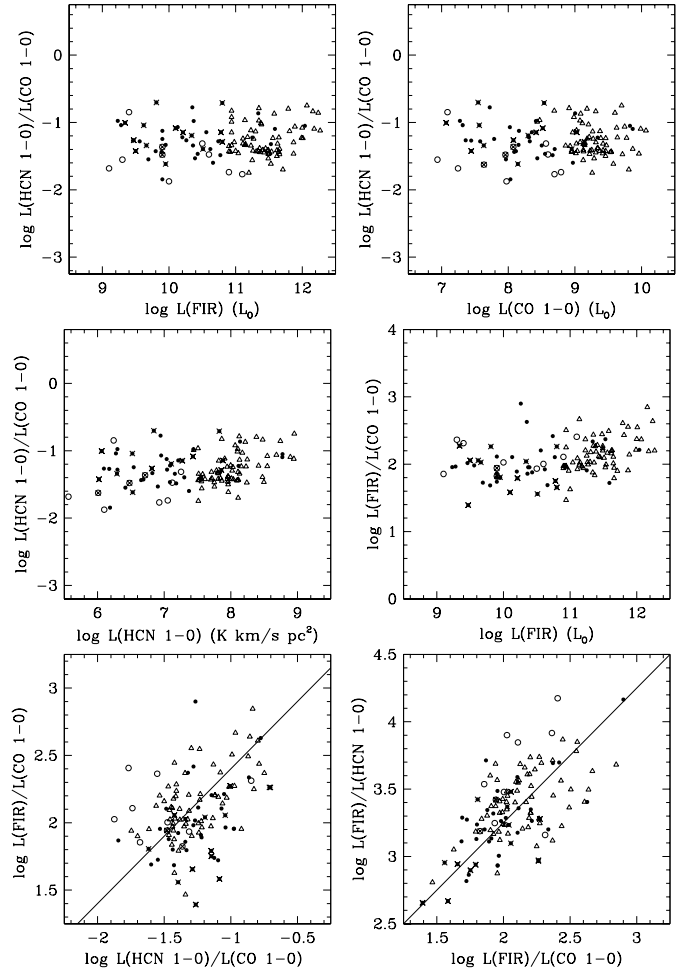 log L(HCN 1−0)/L(CO 1−0)
0
−1
−2
−3
9 10 11 12
log L(FIR) (L₀)
log L(HCN 1−0)/L(CO 1−0)
0
−1
−2
−3
7 8 9 10
log L(CO 1−0) (L₀)
log L(HCN 1−0)/L(CO 1−0)
0
−1
−2
−3
6 7 8 9
log L(HCN 1−0) (K km/s pc²)
log L(FIR)/L(CO 1−0)
4
3
2
1
0
9 10 11 12
log L(FIR) (L₀)
log L(FIR)/L(CO 1−0)
3
2.5
2
1.5
−2 −1.5 −1 −0.5
log L(HCN 1−0)/L(CO 1−0)
log L(FIR)/L(HCN 1−0)
4.5
4
3.5
3
2.5
1.5 2 2.5 3
log L(FIR)/L(CO 1−0)